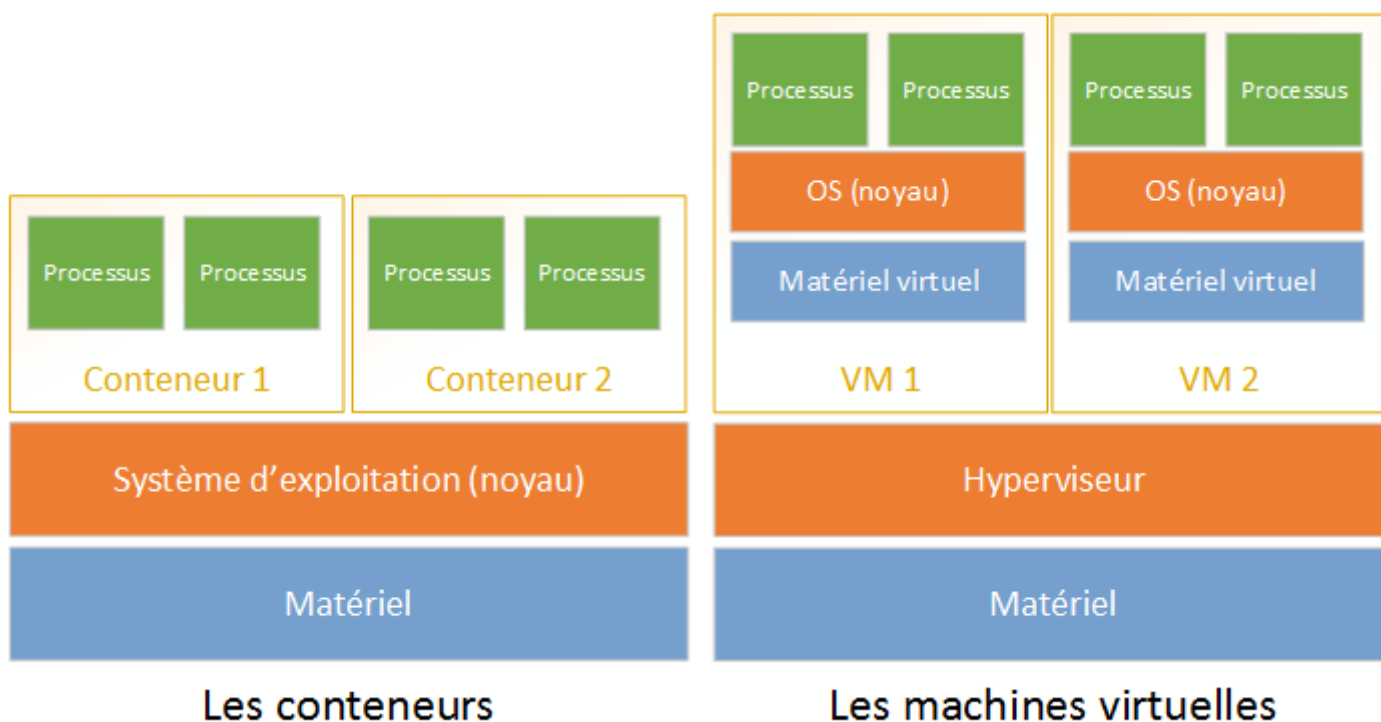 Processus
Processus
Processus
Processus
Conteneur 1
Conteneur 2
Système d’exploitation (noyau)
Matériel
Les conteneurs
Processus
Processus
Processus
Processus
OS (noyau)
OS (noyau)
Matériel virtuel
Matériel virtuel
VM 1
VM 2
Hyperviseur
Matériel
Les machines virtuelles